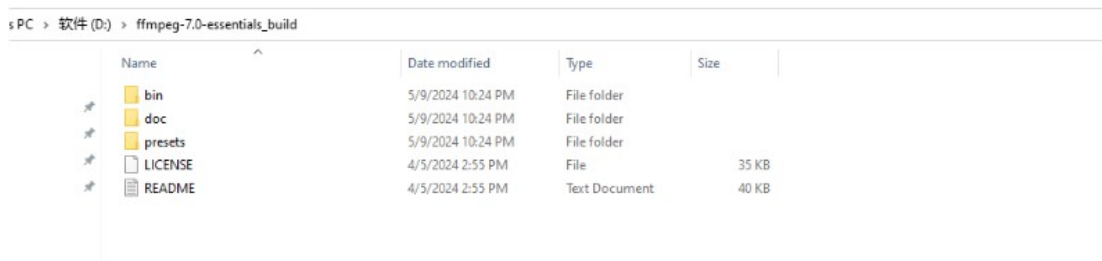 s PC > 软件 (D:) > ffmpeg-7.0-essentials_build
Name Date modified Type Size
bin 5/9/2024 10:24 PM File folder
doc 5/9/2024 10:24 PM File folder
presets 5/9/2024 10:24 PM File folder
LICENSE 4/5/2024 2:55 PM File 35 KB
README 4/5/2024 2:55 PM Text Document 40 KB